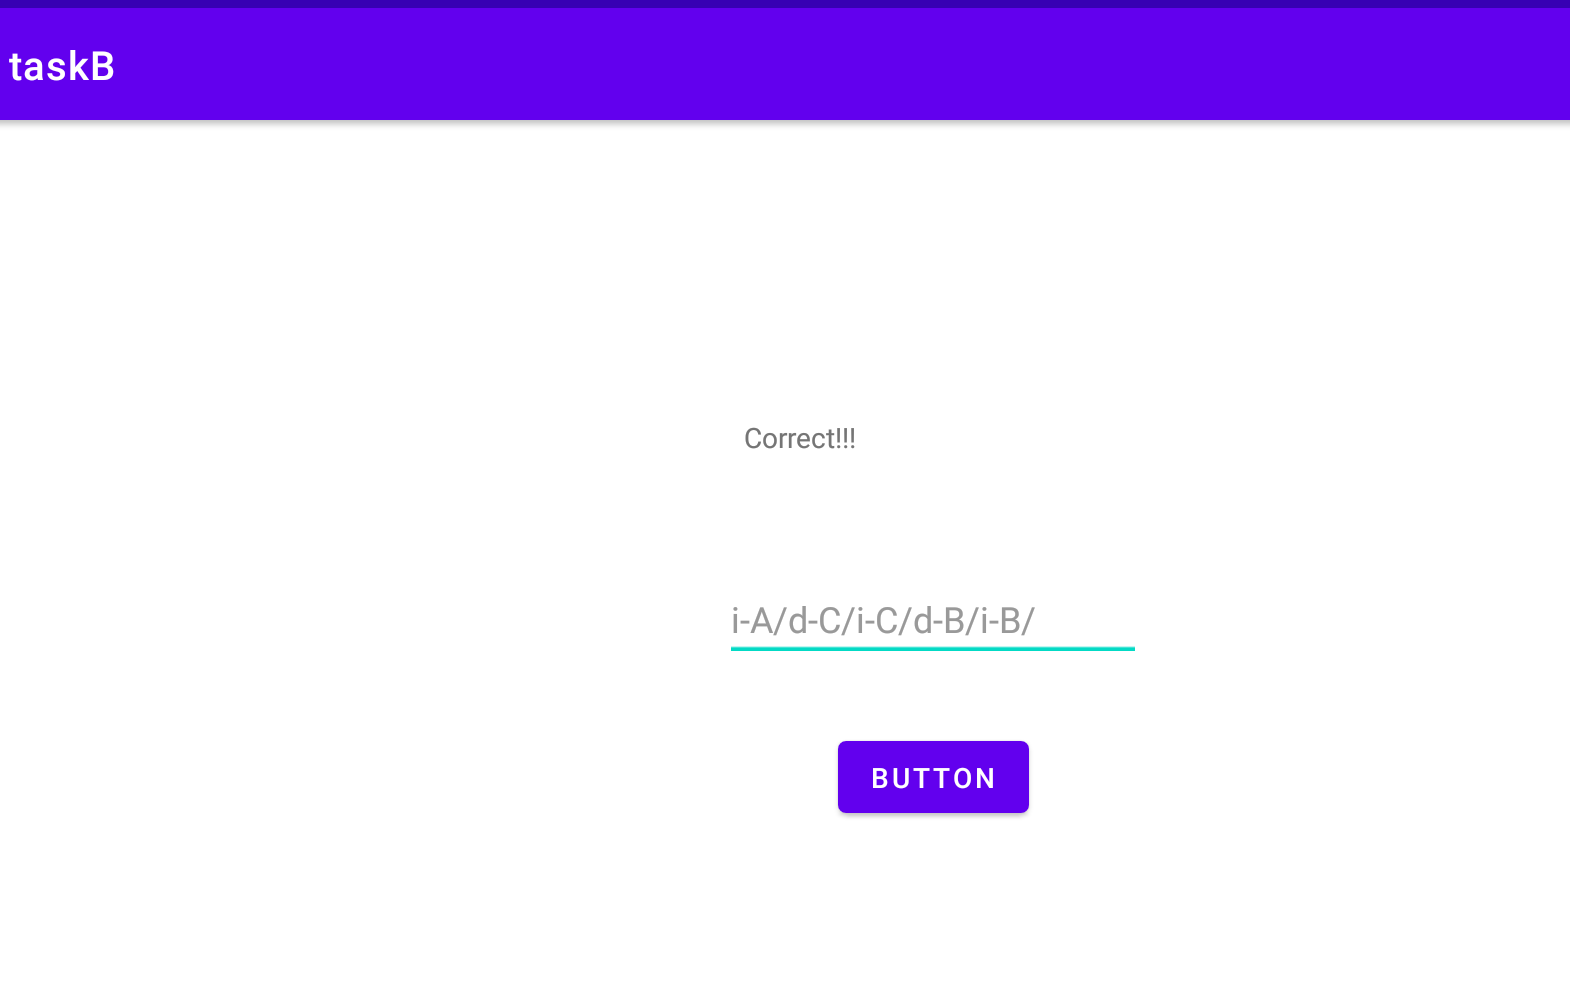 taskB
Correct!!!
i-A/d-C/i-C/d-B/i-B/
BUTTON